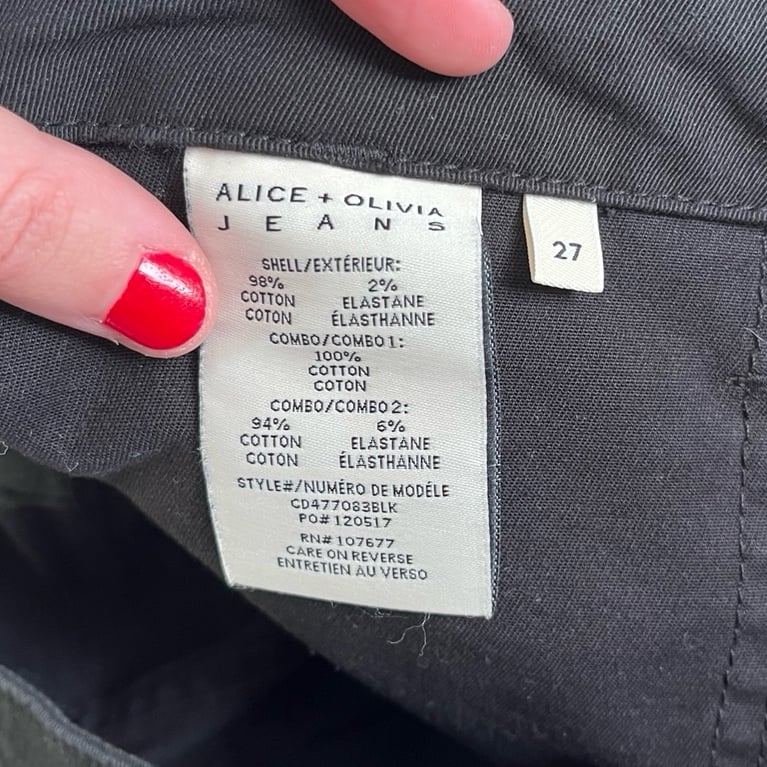 ALICE + OLIVIA
JEANS
27
SHELL/EXTÉRIEUR:
98% 2%
COTTON ELASTANE
COTON ÉLASTHANNE
COMBO/COMBO 1:
100%
COTTON
COTON
COMBO/COMBO 2:
94% 6%
COTTON ELASTANE
COTON ÉLASTHANNE
STYLE#/NUMÉRO DE MODÉLE
CD477083BLK
PO# 120517
RN# 107677
CARE ON REVERSE
ENTRETIEN AU VERSO